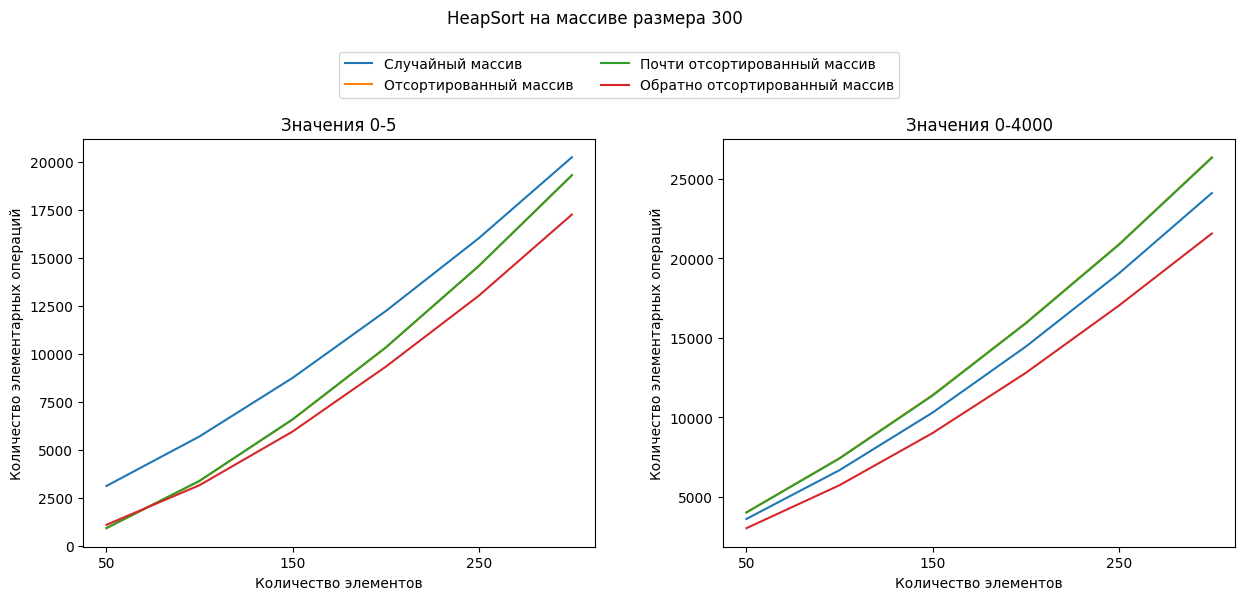 HeapSort на массиве размера 300
Случайный массив
Отсортированный массив
Почти отсортированный массив
Обратно отсортированный массив
Значения 0-5
Количество элементарных операций
20000
17500
15000
12500
10000
7500
5000
2500
0
50
150
250
Количество элементов
Значения 0-4000
Количество элементарных операций
25000
20000
15000
10000
5000
50
150
250
Количество элементов